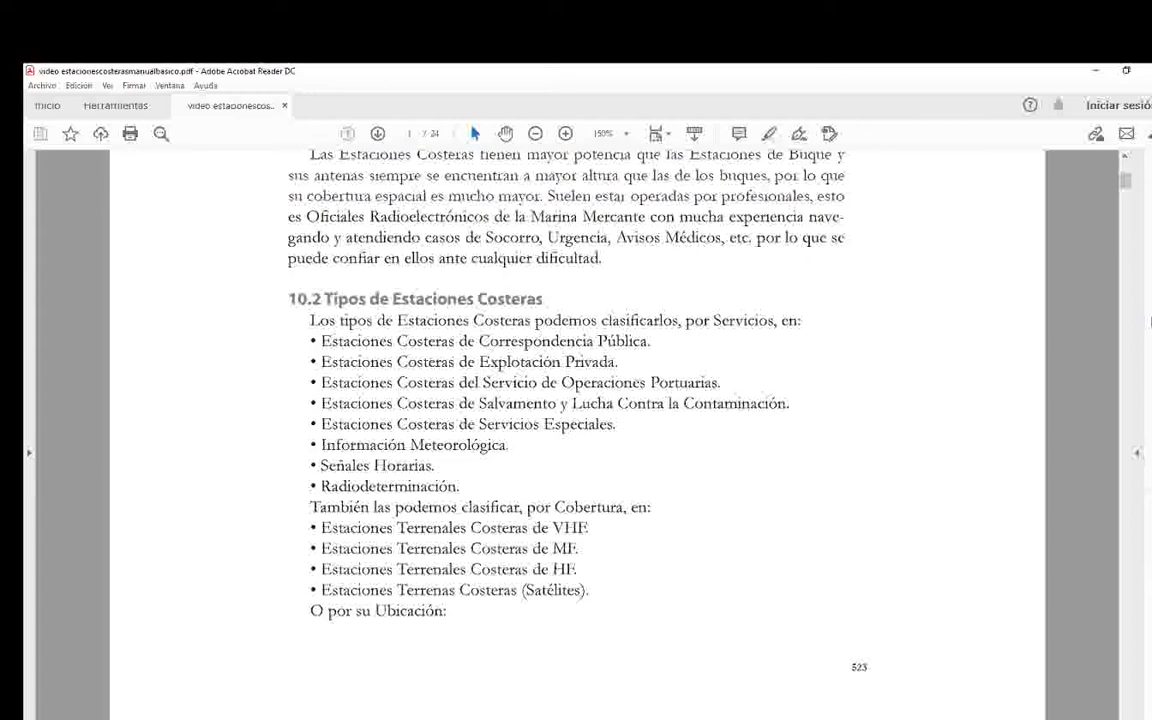 video estacionescosterasmanualbasico.pdf - Adobe Acrobat Reader DC
Archivo Edición Ver Firmar Ventana Ayuda
Inicio Herramientas video estacionescos... × Iniciar sesió
1 / 24 150%
Las Estaciones Costeras tienen mayor potencia que las Estaciones de Buque y
sus antenas siempre se encuentran a mayor altura que las de los buques, por lo que
su cobertura espacial es mucho mayor. Suelen estar operadas por profesionales, esto
es Oficiales Radioelectrónicos de la Marina Mercante con mucha experiencia nave-
gando y atendiendo casos de Socorro, Urgencia, Avisos Médicos, etc. por lo que se
puede confiar en ellos ante cualquier dificultad.
10.2 Tipos de Estaciones Costeras
Los tipos de Estaciones Costeras podemos clasificarlos, por Servicios, en:
• Estaciones Costeras de Correspondencia Pública.
• Estaciones Costeras de Explotación Privada.
• Estaciones Costeras del Servicio de Operaciones Portuarias.
• Estaciones Costeras de Salvamento y Lucha Contra la Contaminación.
• Estaciones Costeras de Servicios Especiales.
• Información Meteorológica.
• Señales Horarias.
• Radiodeterminación.
También las podemos clasificar, por Cobertura, en:
• Estaciones Terrenales Costeras de VHF.
• Estaciones Terrenales Costeras de MF.
• Estaciones Terrenales Costeras de HF.
• Estaciones Terrenas Costeras (Satélites).
O por su Ubicación:
523